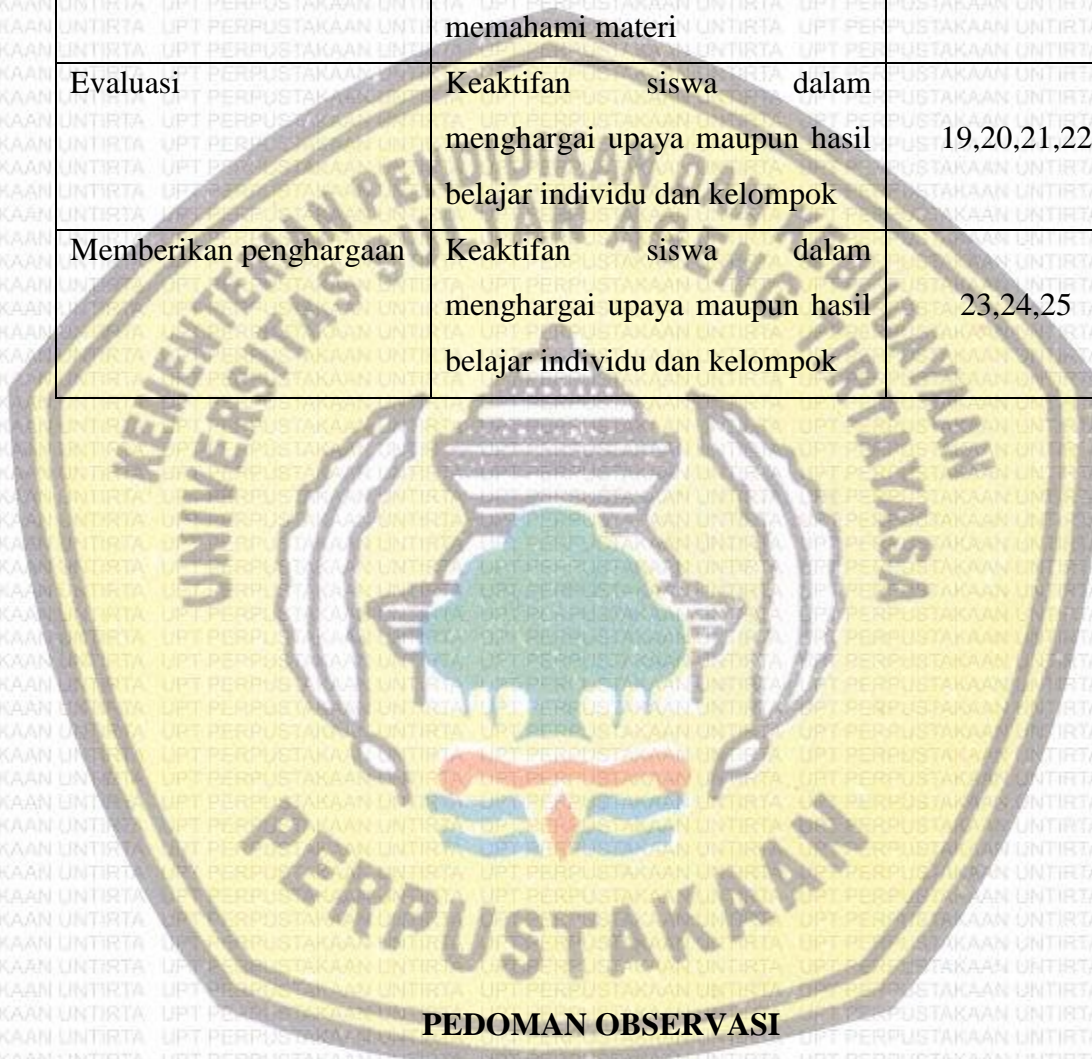 memahami materi
Evaluasi
Keaktifan siswa dalam
menghargai upaya maupun hasil
belajar individu dan kelompok
19,20,21,22
Memberikan penghargaan
Keaktifan siswa dalam
menghargai upaya maupun hasil
belajar individu dan kelompok
23,24,25
KEMENTERIAN PENDIDIKAN DAN KEBUDAYAAN
UNIVERSITAS SULTAN AGENG TIRTAYASA
PERPUSTAKAAN
PEDOMAN OBSERVASI